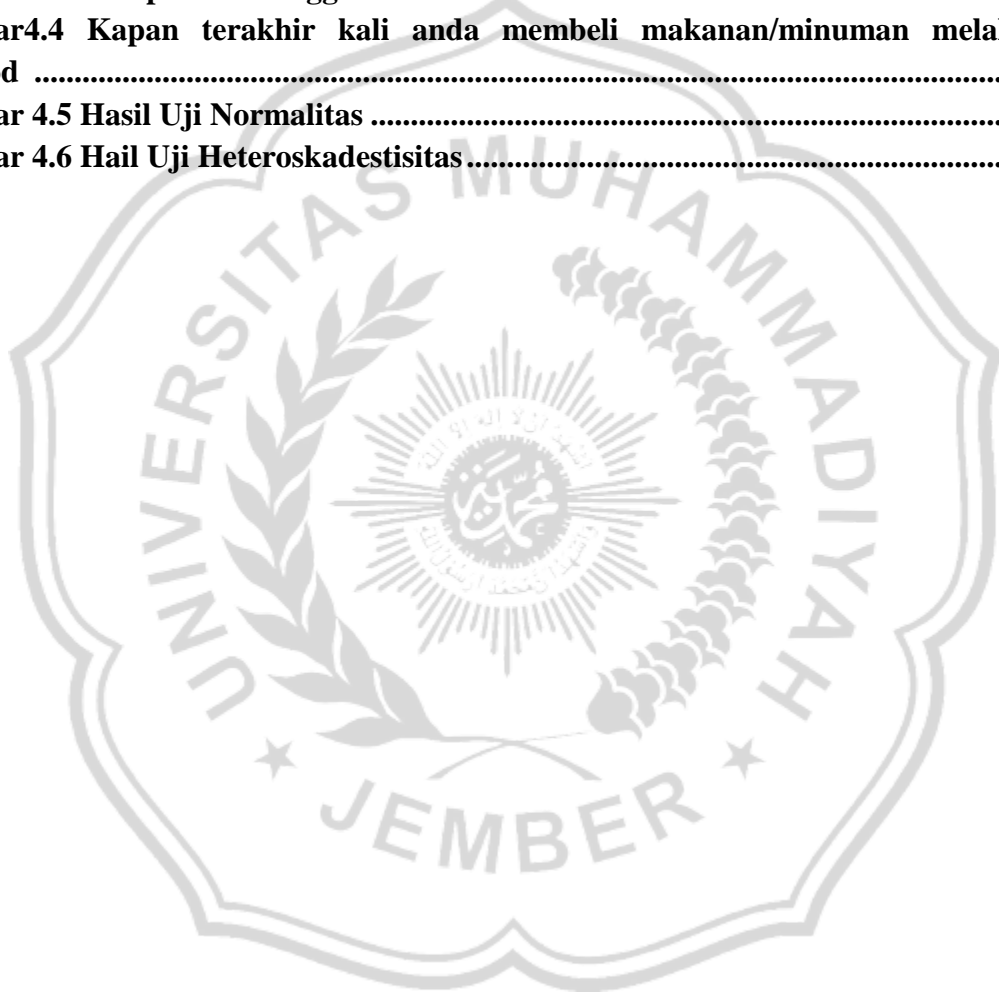 ar4.4 Kapan terakhir kali anda membeli makanan/minuman mela
d ............................................................
ar 4.5 Hasil Uji Normalitas ............................................................
ar 4.6 Hail Uji Heteroskadestisitas ............................................................
UNIVERSITAS MUHAMMADIYAH
JEMBER